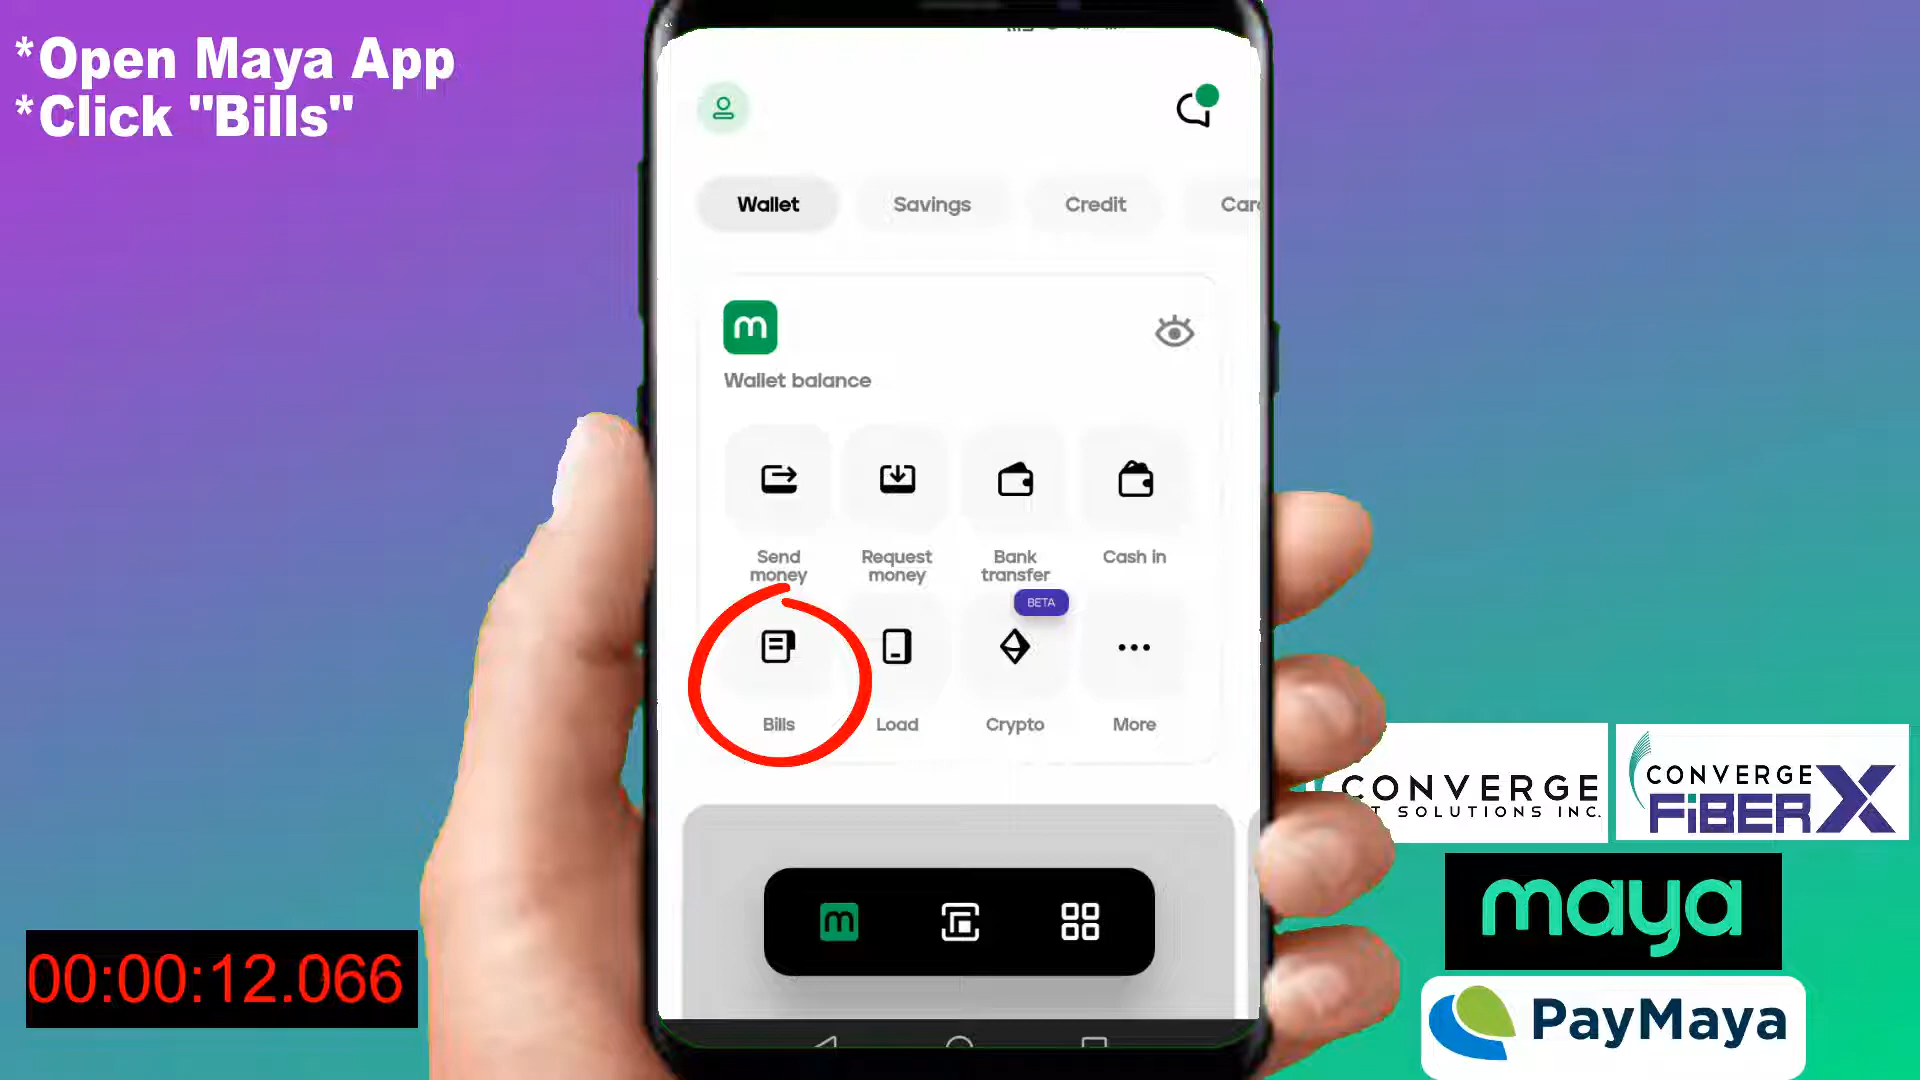 *Open Maya App
*Click "Bills"
Wallet
Savings
Credit
Wallet balance
Send money
Request money
Bank transfer
Cash in
BETA
Bills
Load
Crypto
More
CONVERGE
T SOLUTIONS INC.
CONVERGE
FiBER X
maya
PayMaya
00:00:12.066